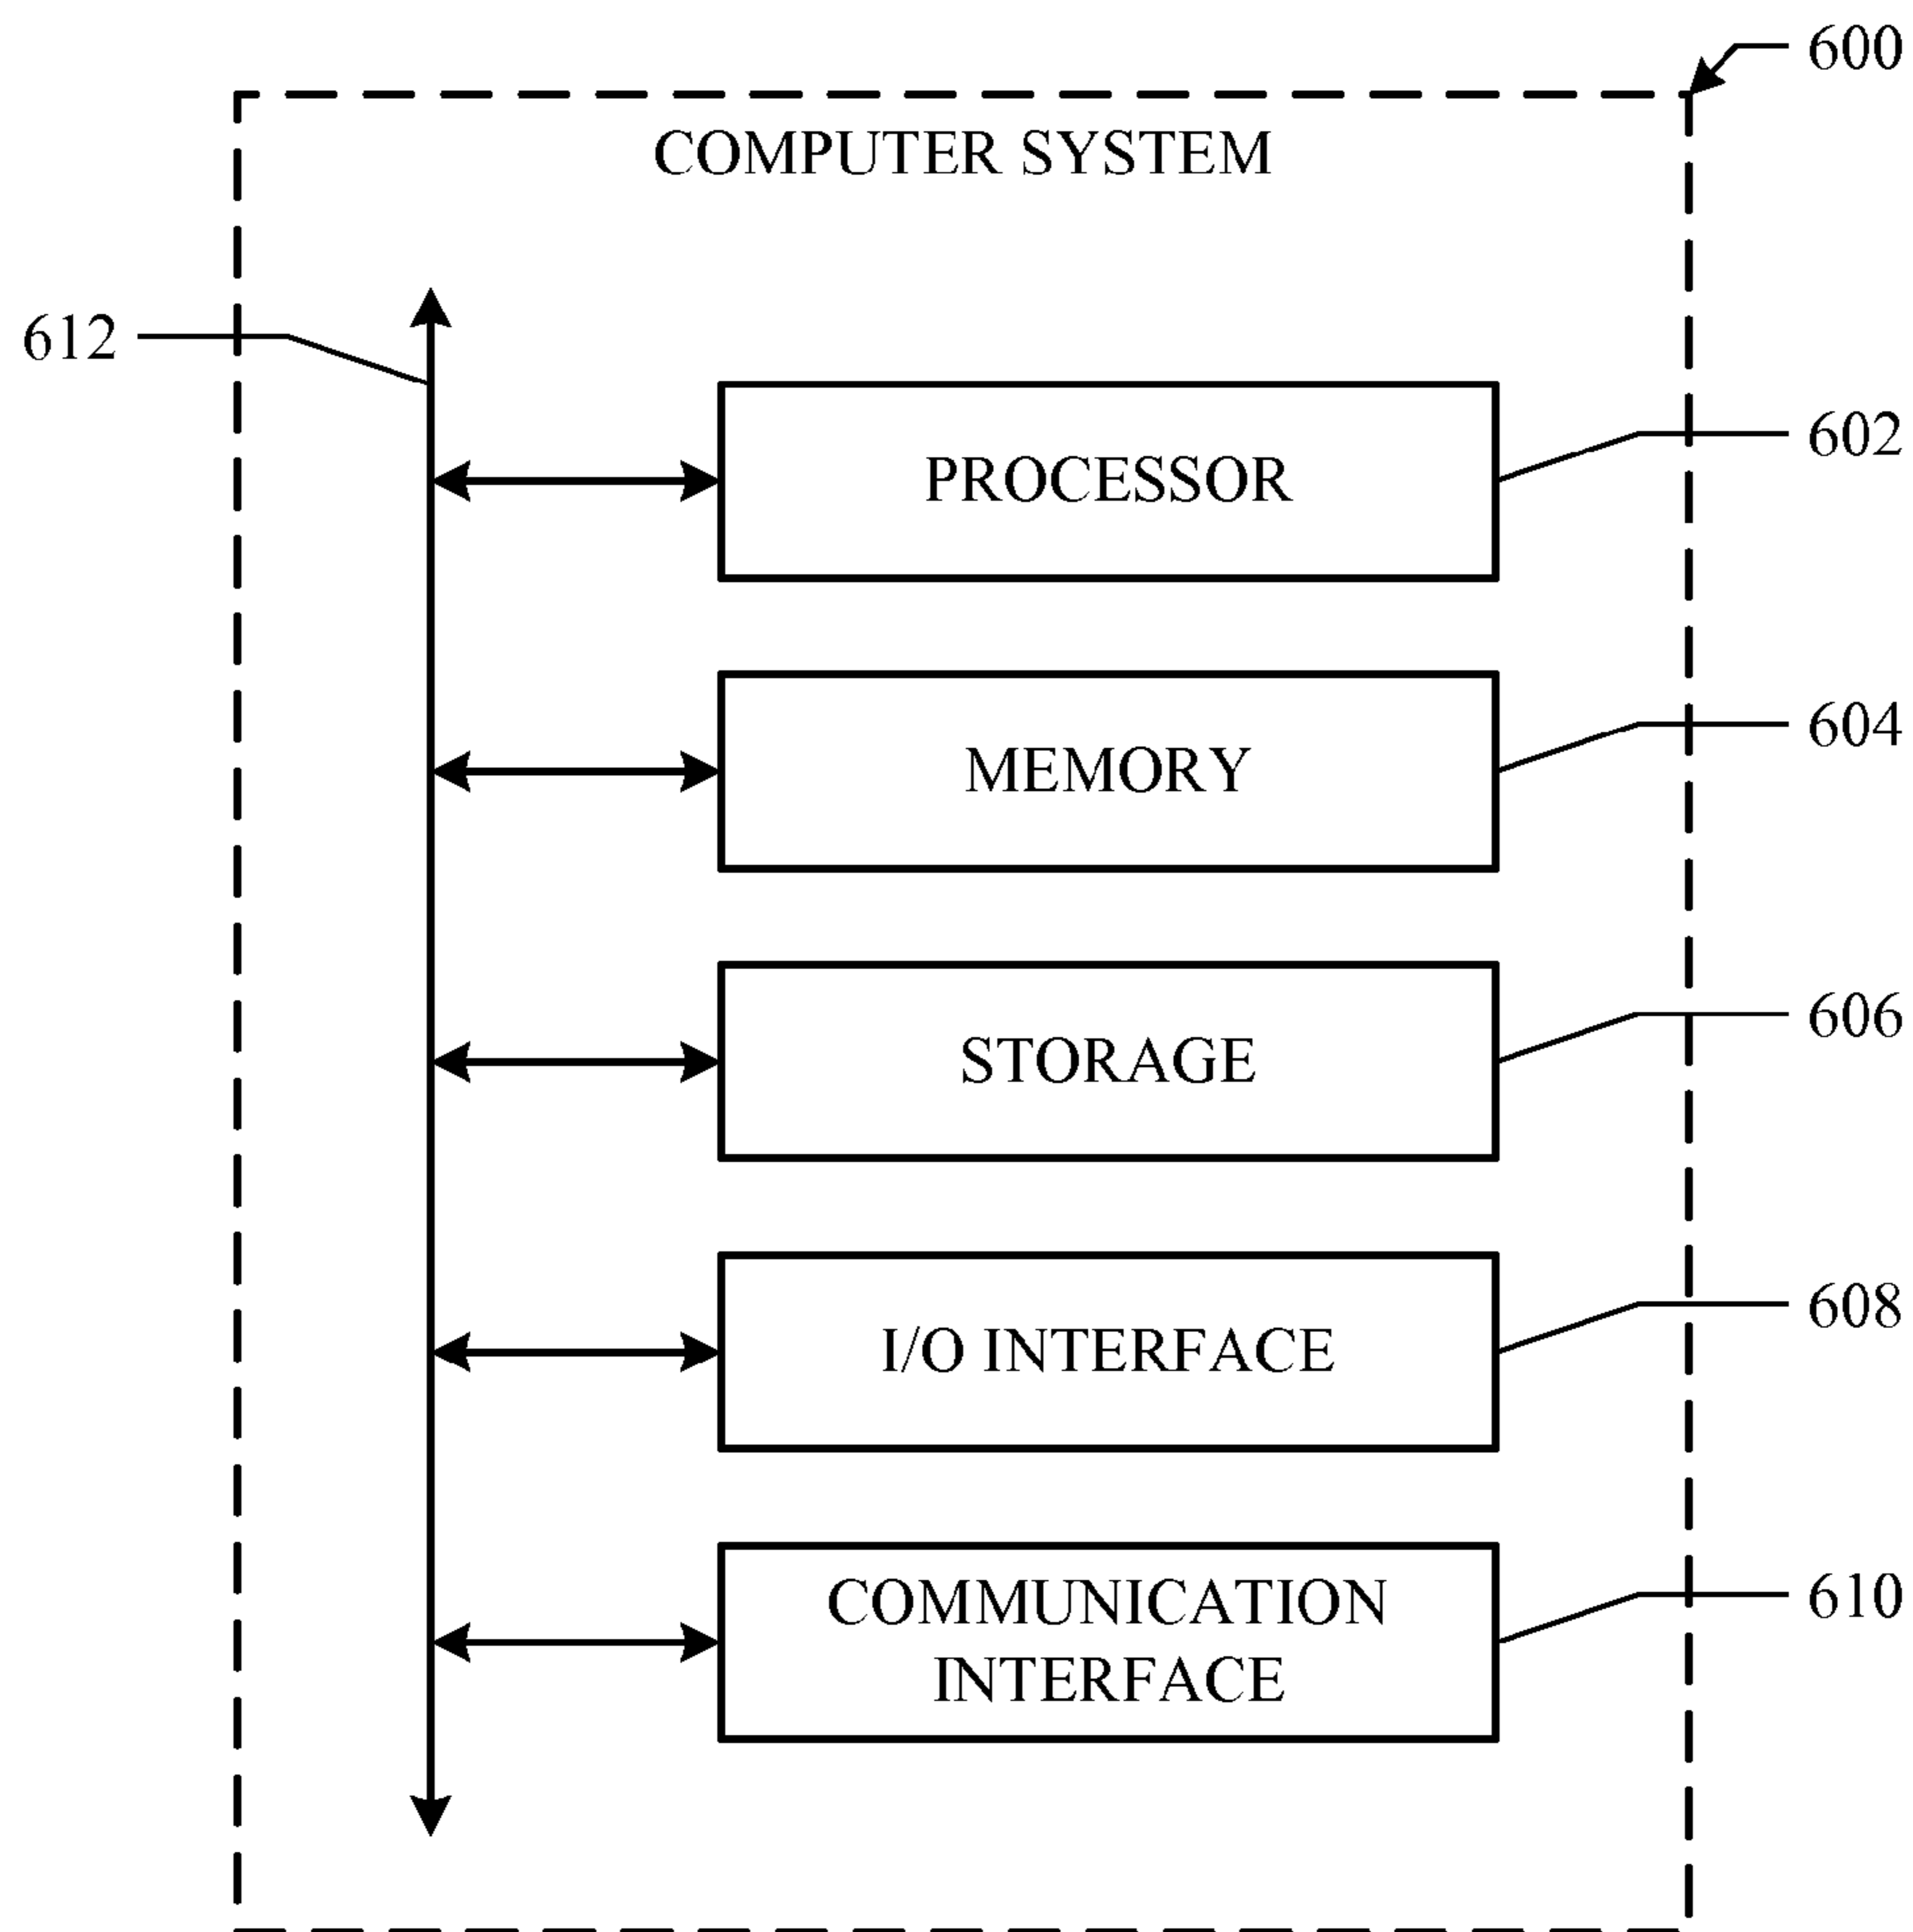 600
COMPUTER SYSTEM
612
PROCESSOR
602
MEMORY
604
STORAGE
606
I/O INTERFACE
608
COMMUNICATION
INTERFACE
610